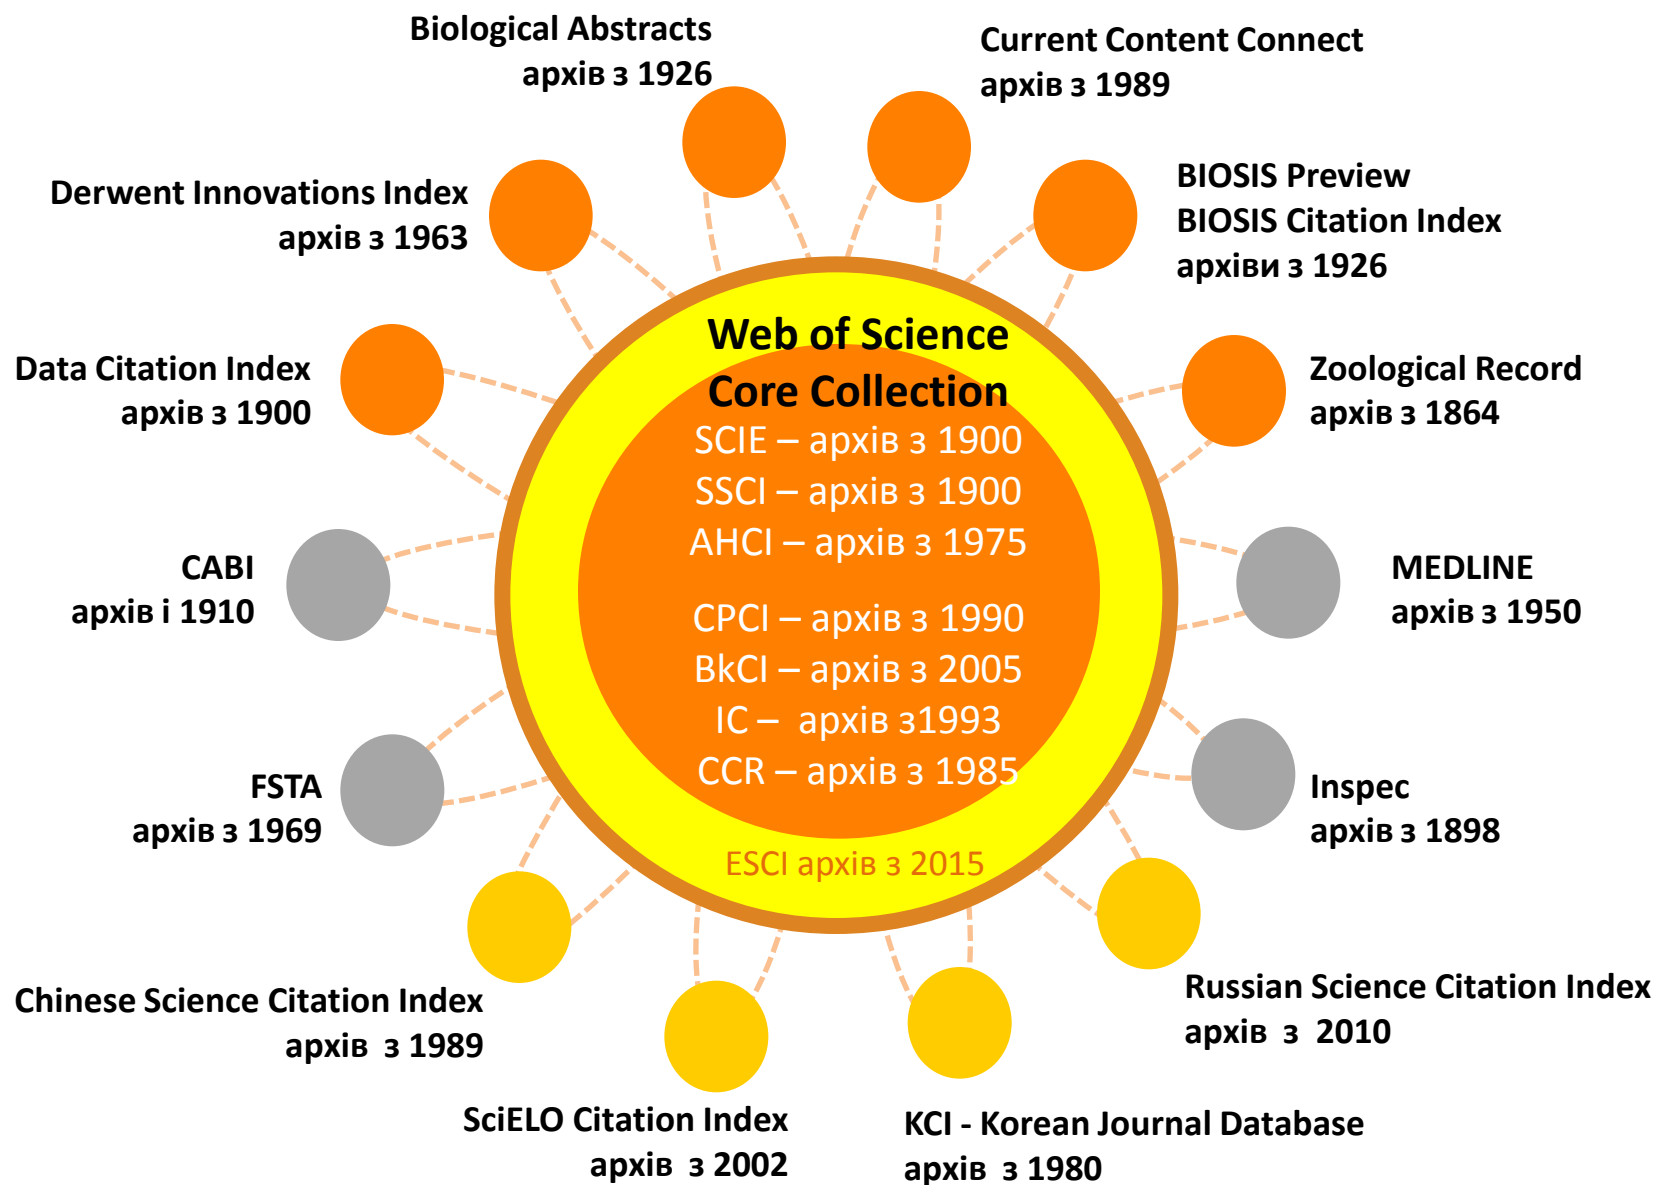 Biological Abstracts
архів з 1926
Current Content Connect
архів з 1989
Derwent Innovations Index
архів з 1963
BIOSIS Preview
BIOSIS Citation Index
архіви з 1926
Data Citation Index
архів з 1900
Zoological Record
архів з 1864
Web of Science
Core Collection
SCIE – архів з 1900
SSCI – архів з 1900
AHCI – архів з 1975
CPCI – архів з 1990
BkCI – архів з 2005
IC – архів з1993
CCR – архів з 1985
ESCI архів з 2015
CABI
архів і 1910
MEDLINE
архів з 1950
FSTA
архів з 1969
Inspec
архів з 1898
Chinese Science Citation Index
архів з 1989
Russian Science Citation Index
архів з 2010
SciELO Citation Index
архів з 2002
KCI - Korean Journal Database
архів з 1980